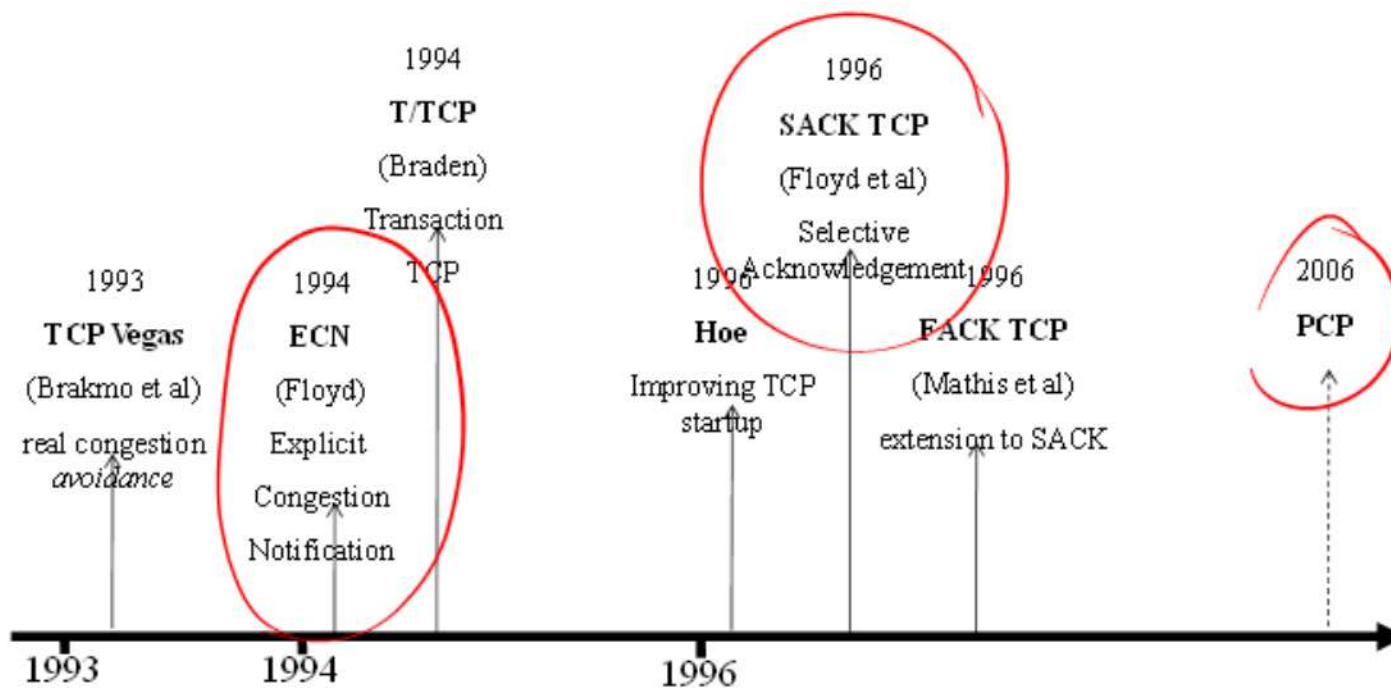 1993
TCP Vegas
(Brakmo et al)
real congestion
avoidance
1994
ECN
(Floyd)
Explicit
Congestion
Notification
1994
T/TCP
(Braden)
Transaction
TCP
1996
Hoe
Improving TCP
startup
1996
SACK TCP
(Floyd et al)
Selective
Acknowledgement
1996
FACK TCP
(Mathis et al)
extension to SACK
2006
PCP
1993
1994
1996